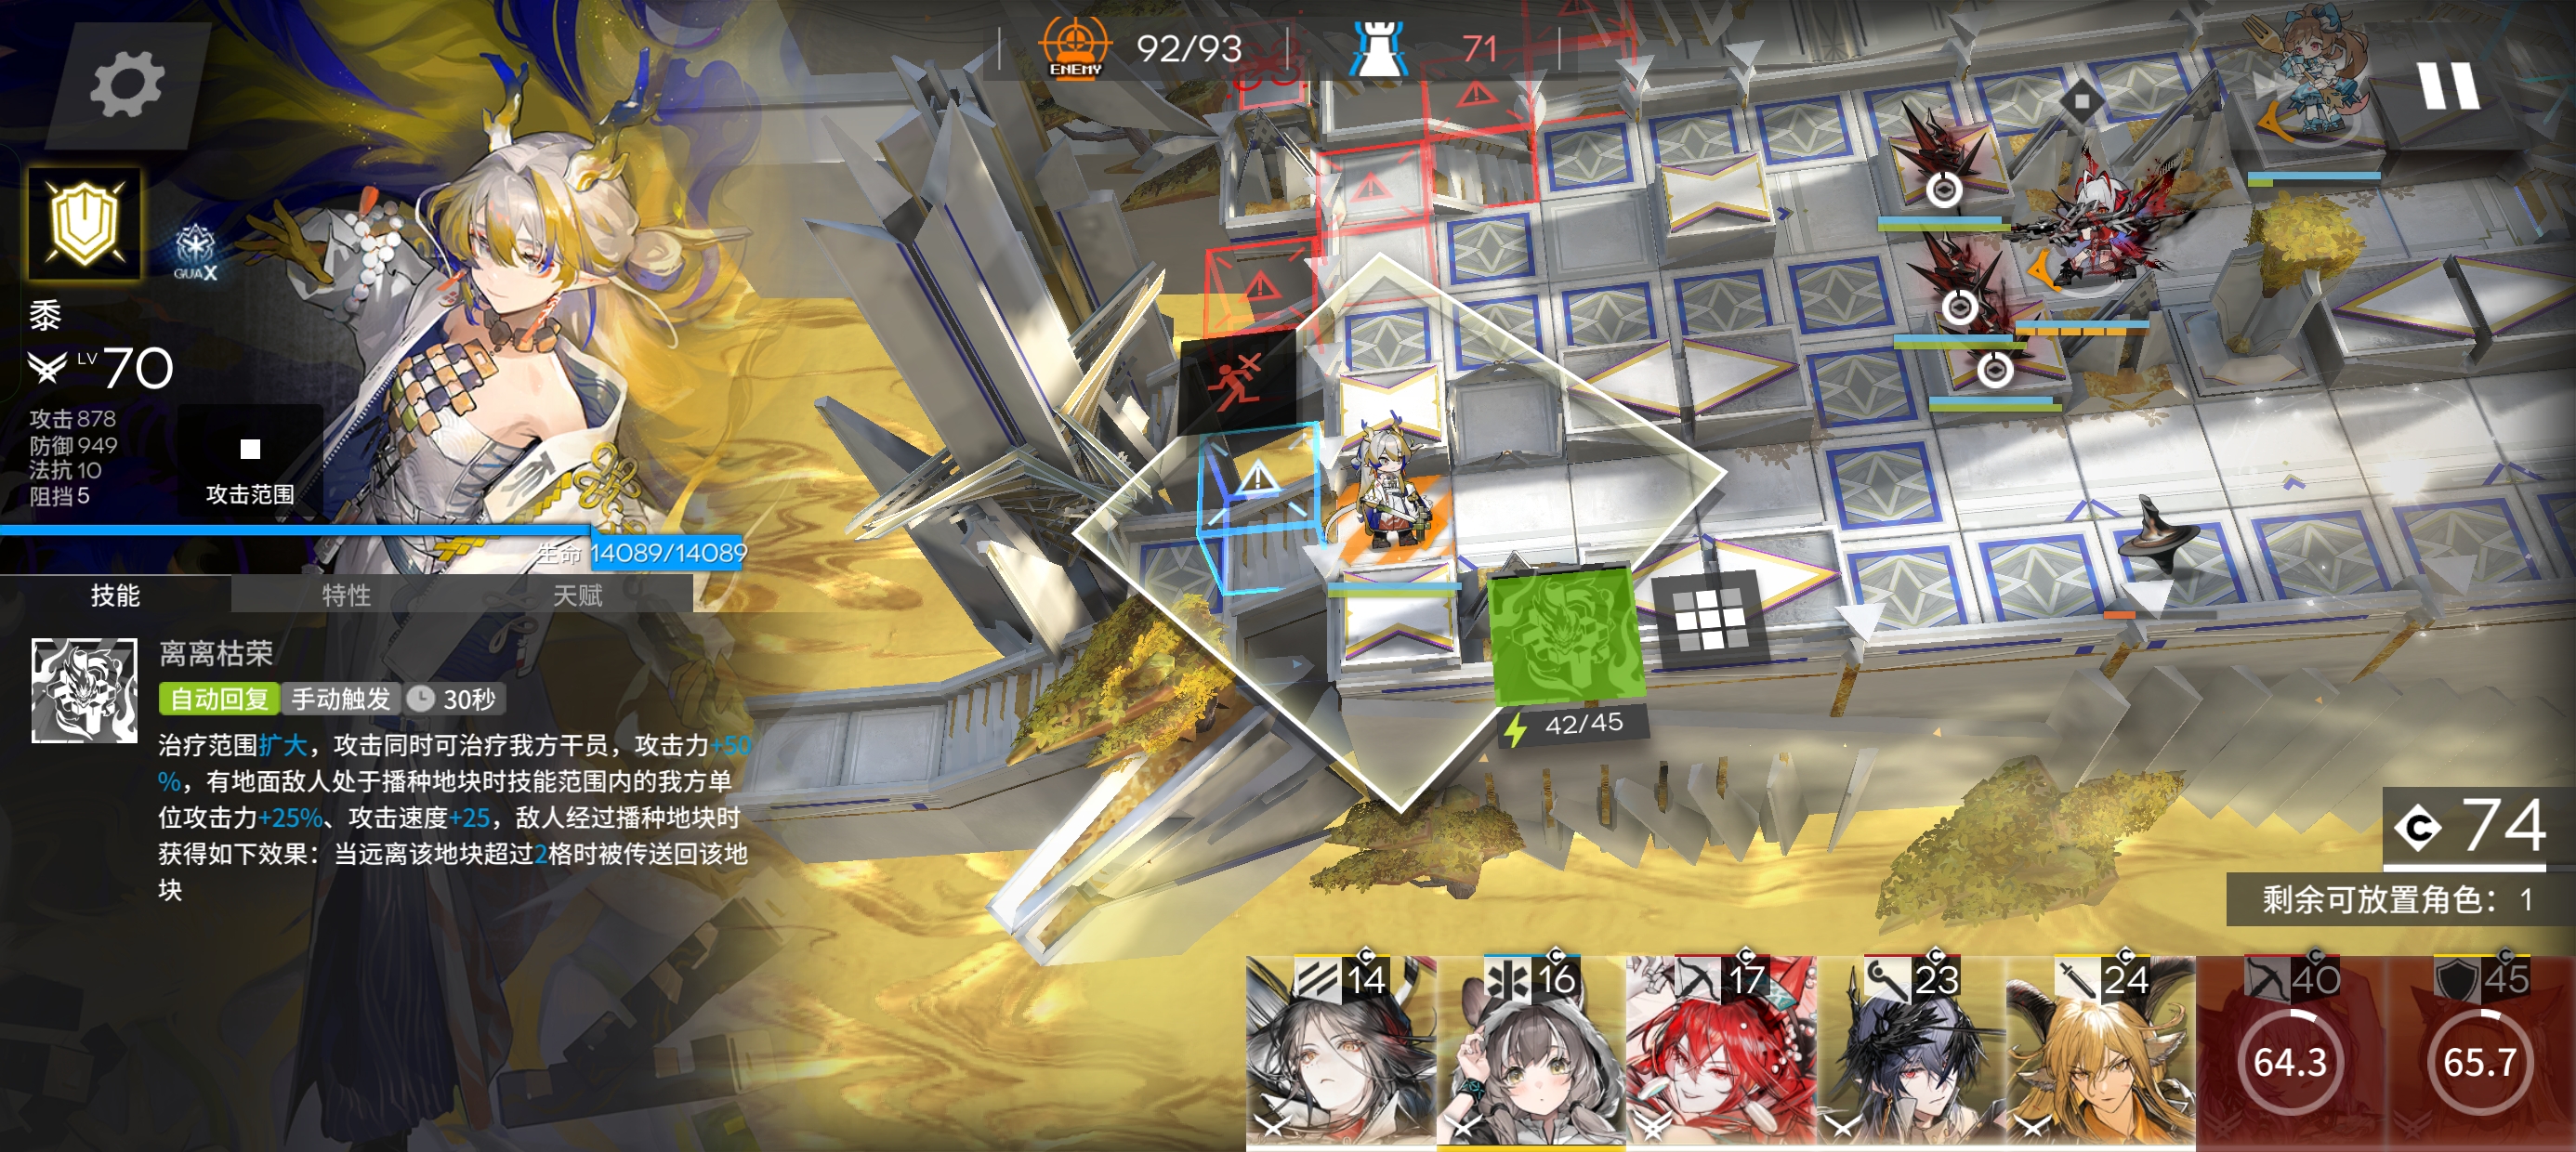 ENEMY
92/93
71
GUAX
黍
LV 70
攻击 878
防御 949
法抗 10
阻挡 5
攻击范围
生命 14089/14089
技能
特性
天赋
离离枯荣
自动回复 手动触发 30秒
治疗范围扩大，攻击同时可治疗我方干员，攻击力+50
%，有地面敌人处于播种地块时技能范围内的我方单
位攻击力+25%、攻击速度+25，敌人经过播种地块时
获得如下效果：当远离该地块超过2格时被传送回该地
块
42/45
C 74
剩余可放置角色：1
14
16
17
23
24
40
45
64.3
65.7